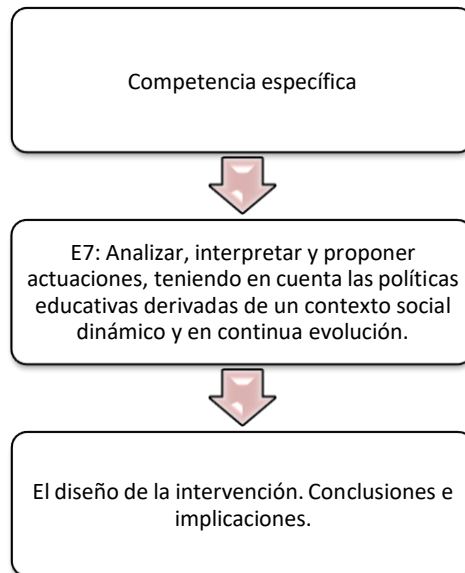 Competencia específica
E7: Analizar, interpretar y proponer
actuaciones, teniendo en cuenta las políticas
educativas derivadas de un contexto social
dinámico y en continua evolución.
El diseño de la intervención. Conclusiones e
implicaciones.